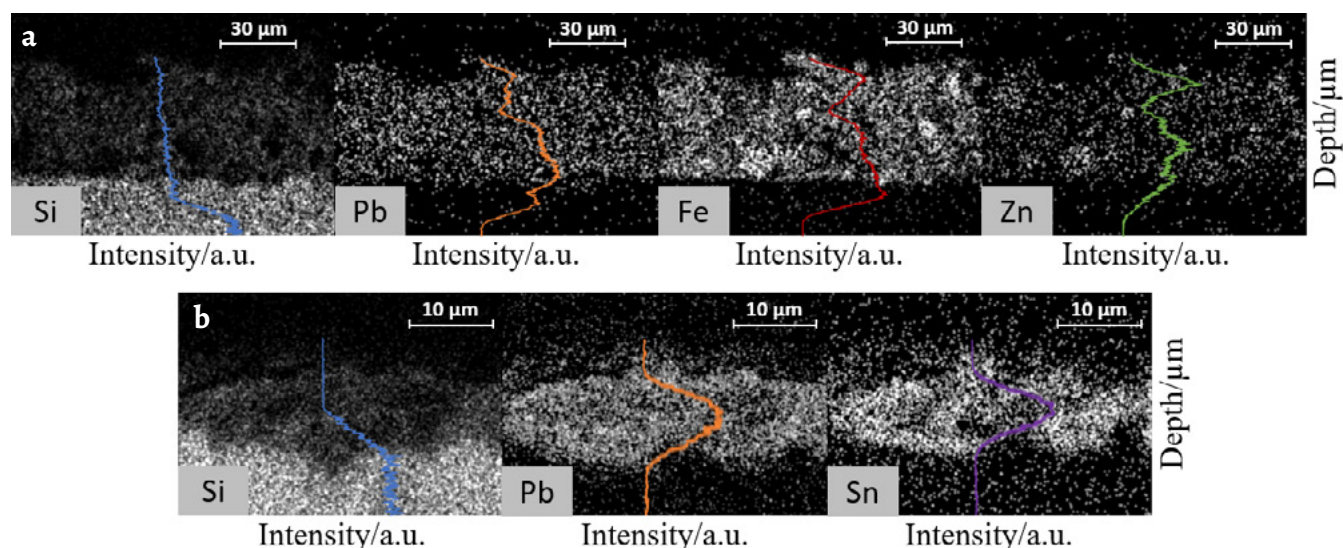 a
30 µm 30 µm 30 µm 30 µm
Si Pb Fe Zn
Depth/µm
Intensity/a.u. Intensity/a.u. Intensity/a.u. Intensity/a.u.
b
10 µm 10 µm 10 µm
Si Pb Sn
Depth/µm
Intensity/a.u. Intensity/a.u. Intensity/a.u.